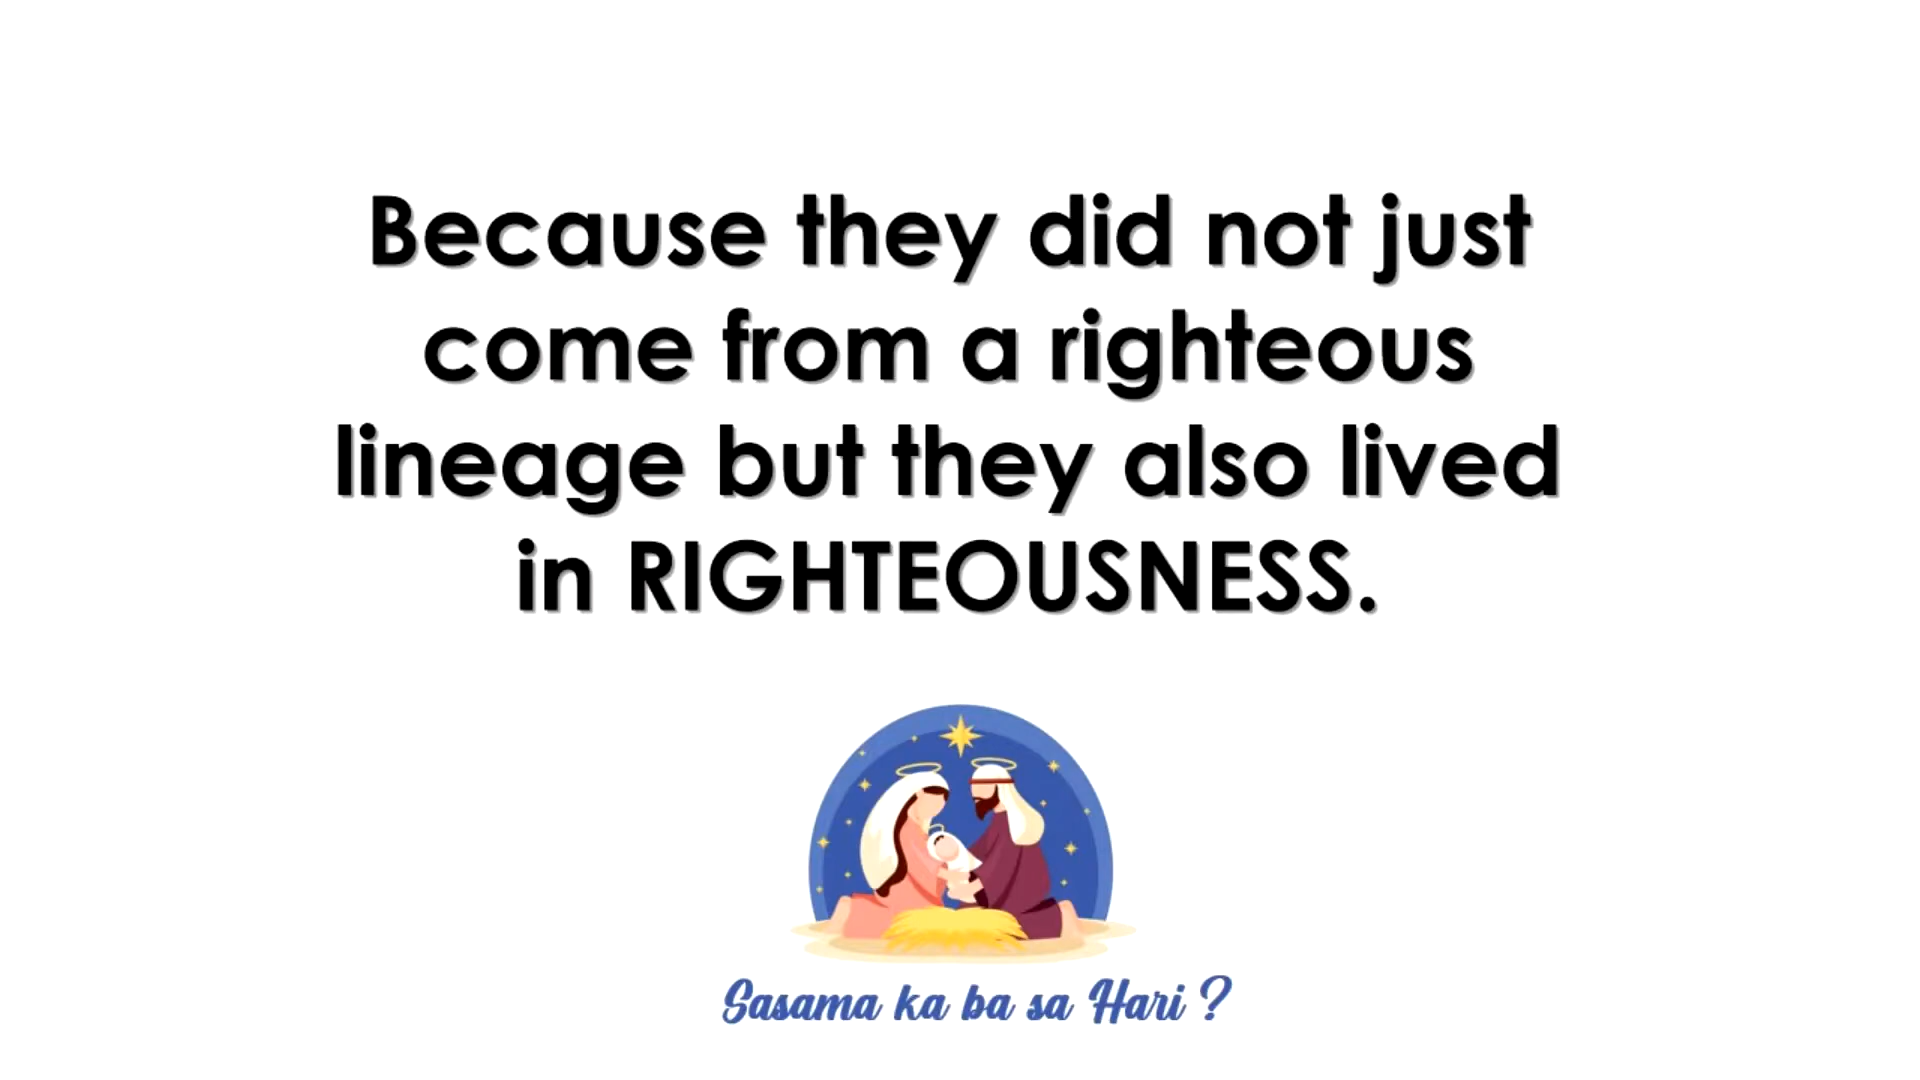 Because they did not just
come from a righteous
lineage but they also lived
in RIGHTEOUSNESS.
Sasama ka ba sa Hari ?